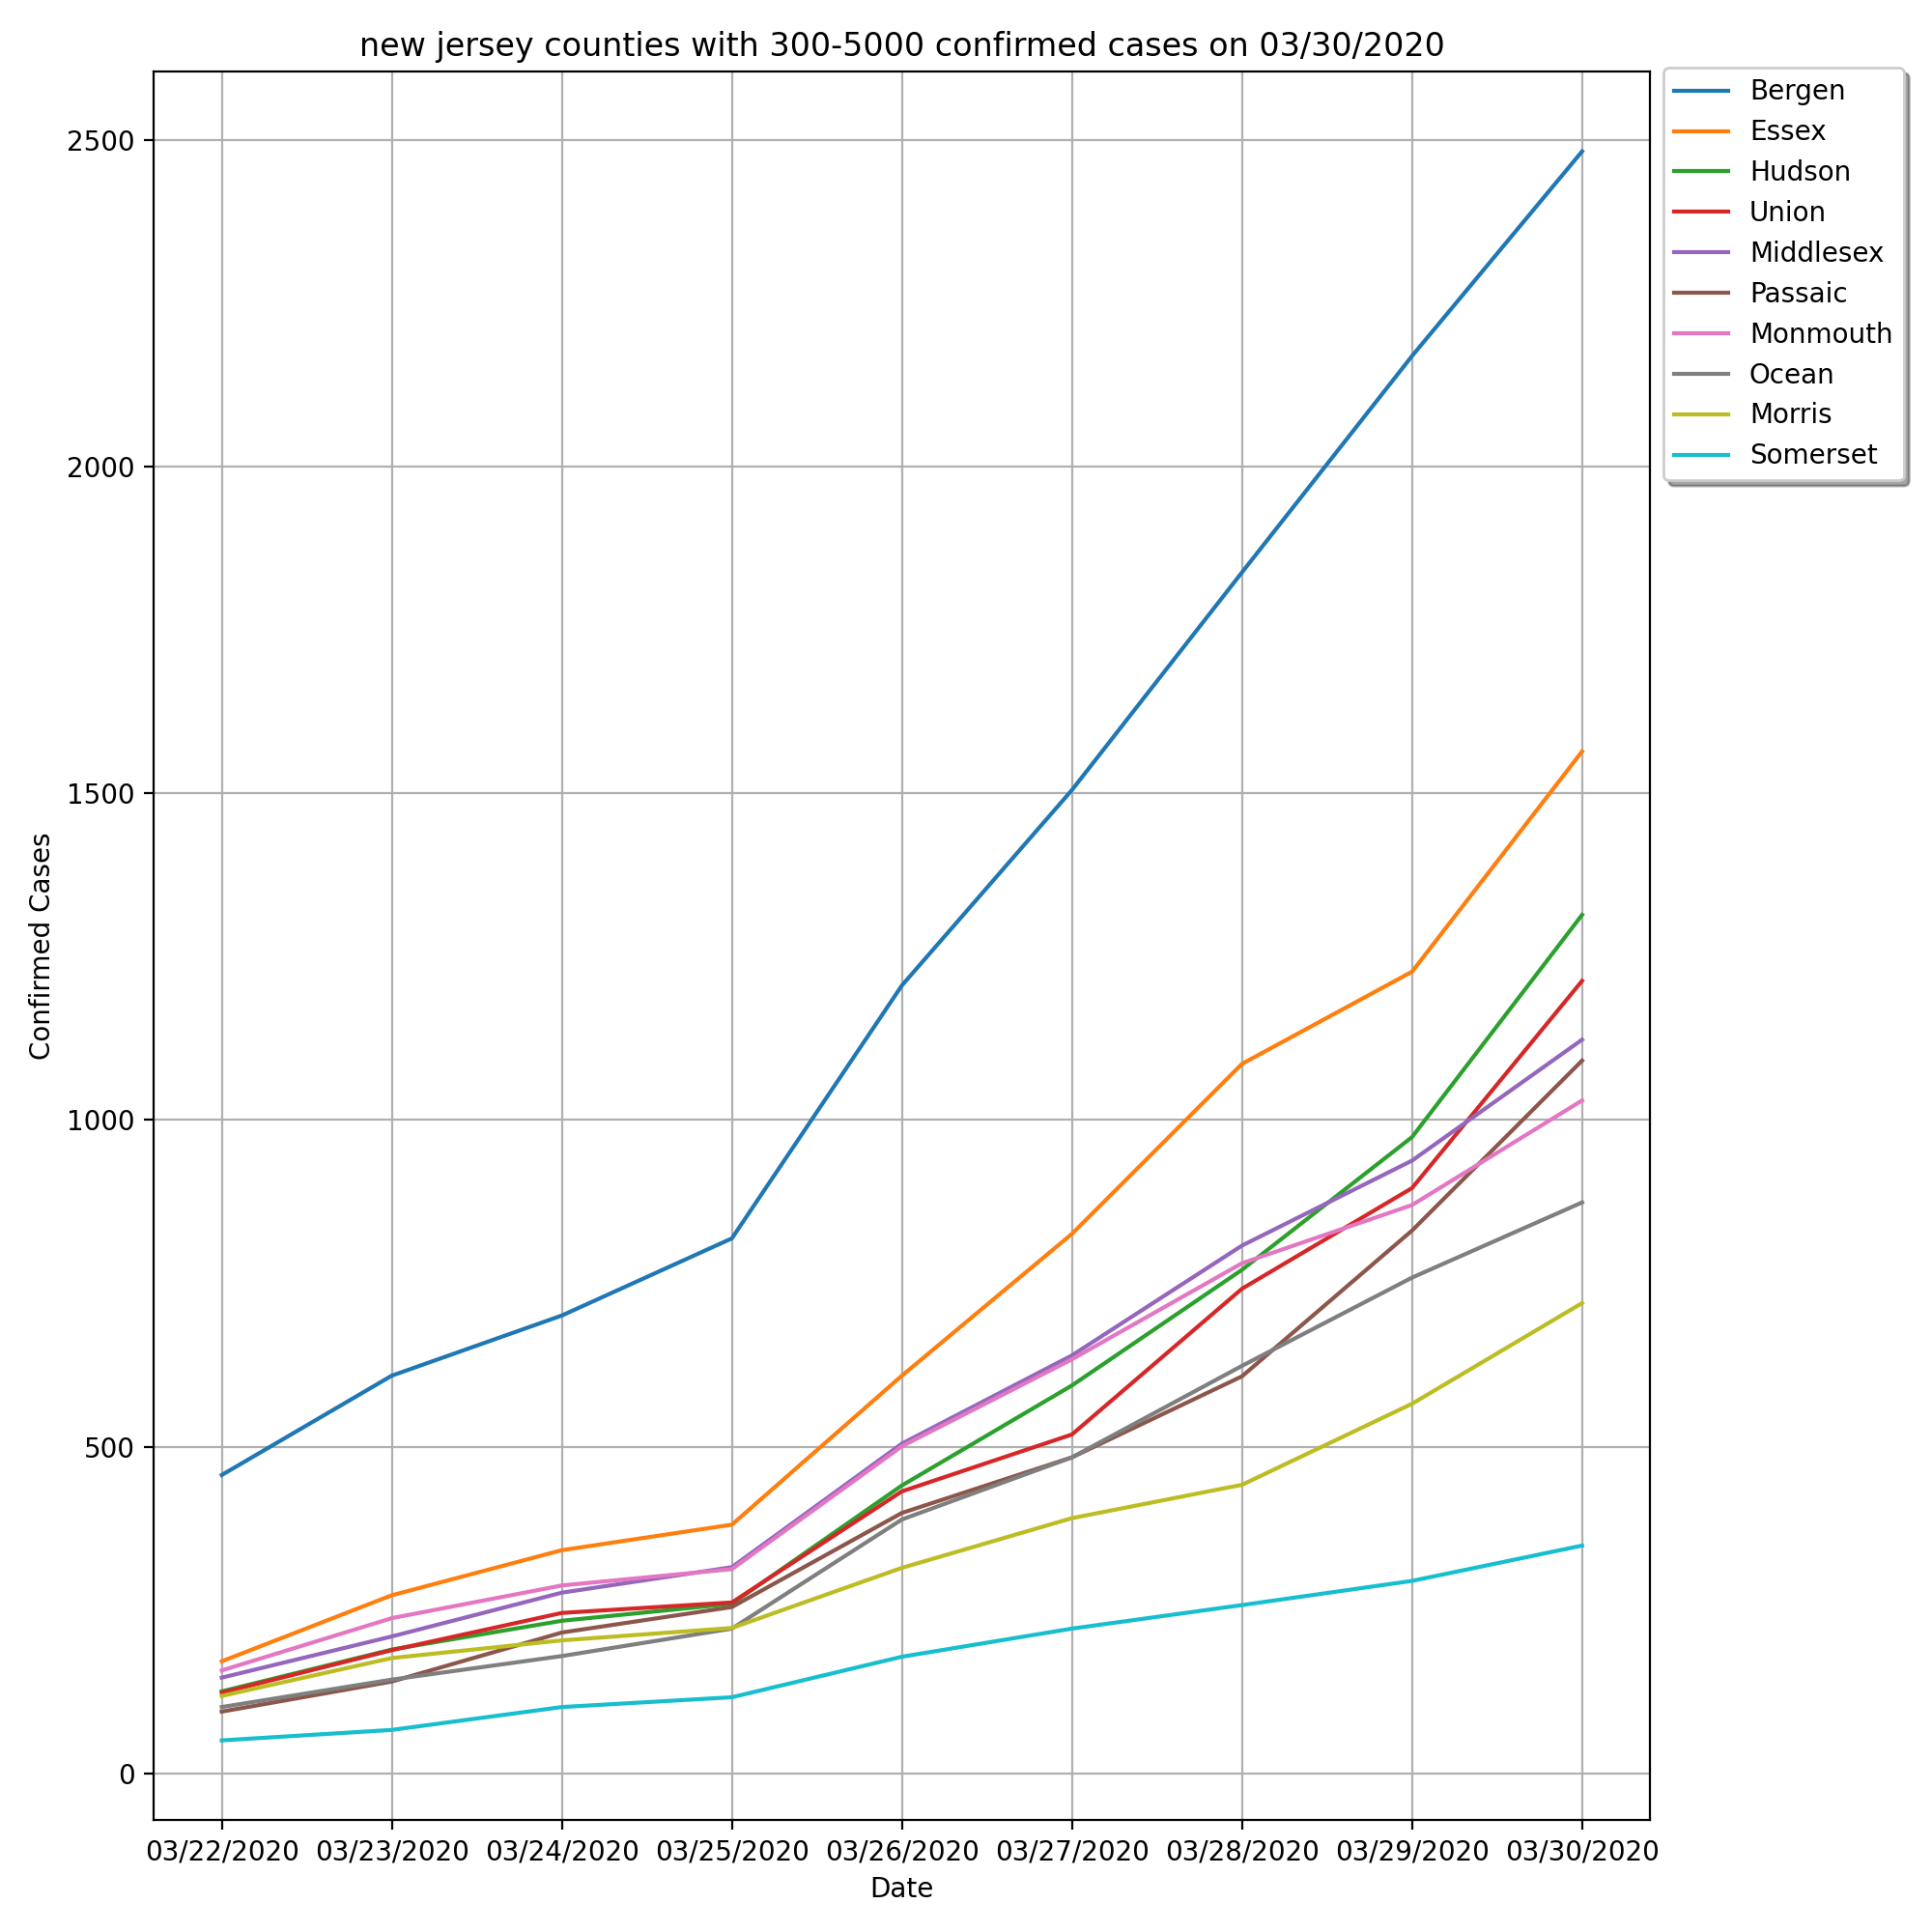 new jersey counties with 300-5000 confirmed cases on 03/30/2020
Bergen
Essex
Hudson
Union
Middlesex
Passaic
Monmouth
Ocean
Morris
Somerset
2500
2000
1500
1000
500
0
Confirmed Cases
03/22/2020 03/23/2020 03/24/2020 03/25/2020 03/26/2020 03/27/2020 03/28/2020 03/29/2020 03/30/2020
Date